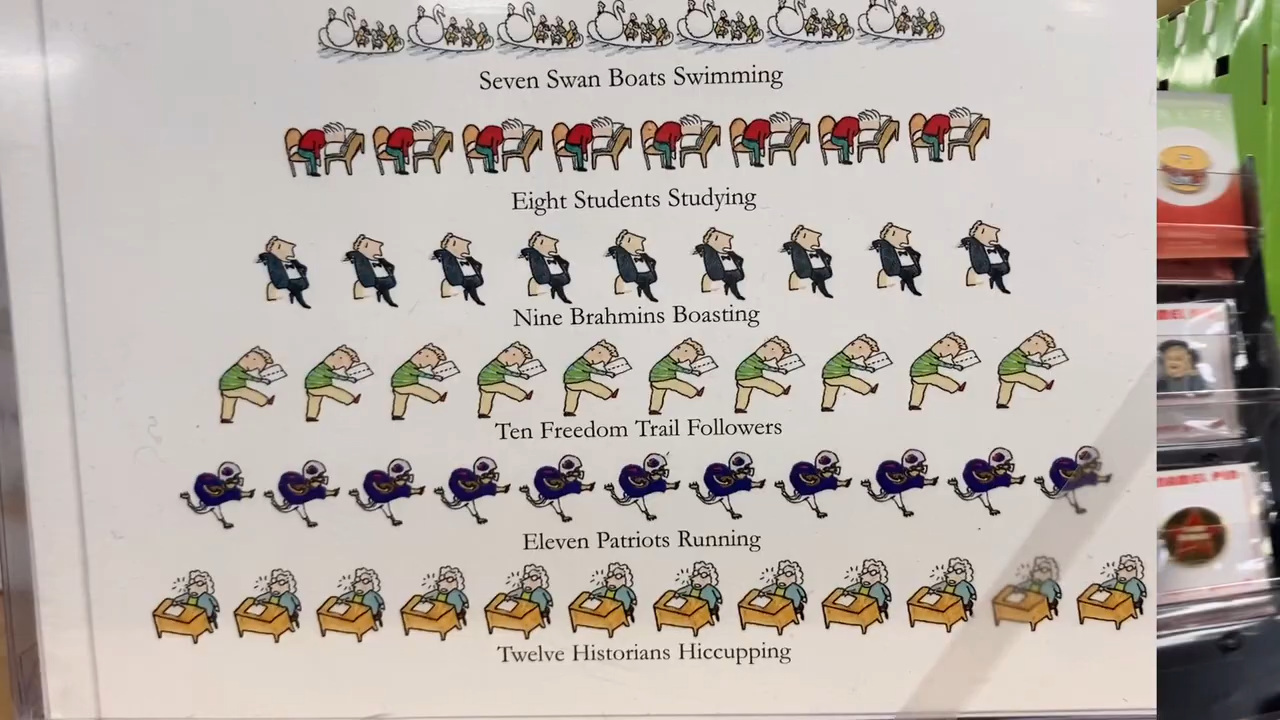 Seven Swan Boats Swimming
Eight Students Studying
Nine Brahmins Boasting
Ten Freedom Trail Followers
Eleven Patriots Running
Twelve Historians Hiccupping